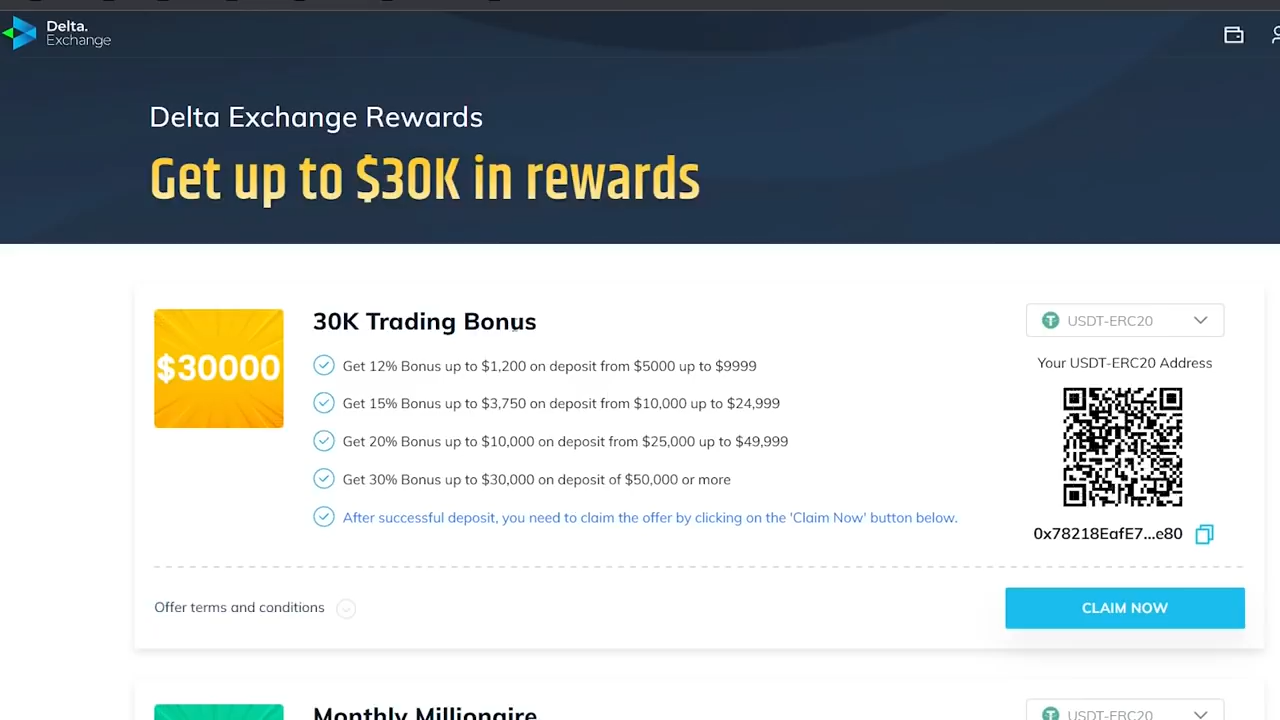 Delta.
Exchange
Delta Exchange Rewards
Get up to $30K in rewards
$30000
30K Trading Bonus
Get 12% Bonus up to $1,200 on deposit from $5000 up to $9999
Get 15% Bonus up to $3,750 on deposit from $10,000 up to $24,999
Get 20% Bonus up to $10,000 on deposit from $25,000 up to $49,999
Get 30% Bonus up to $30,000 on deposit of $50,000 or more
After successful deposit, you need to claim the offer by clicking on the 'Claim Now' button below.
USDT-ERC20
Your USDT-ERC20 Address
0x78218EafE7...e80
Offer terms and conditions
CLAIM NOW
Monthly Millionaire
USDT-ERC20